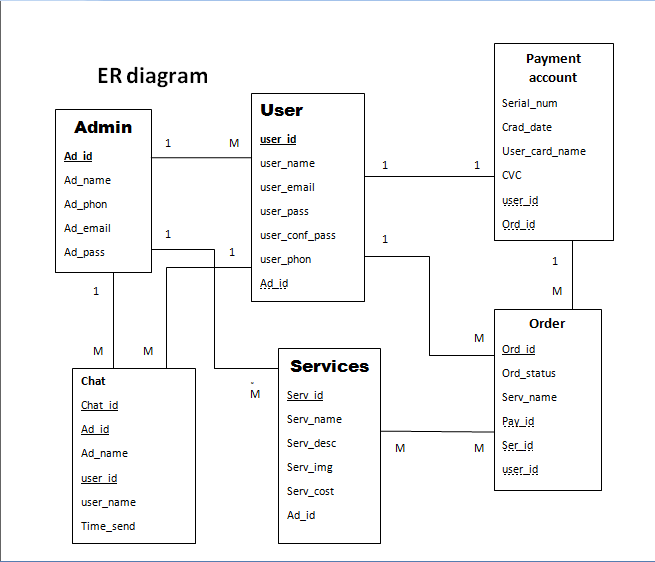 ER diagram
Admin
Ad_id
Ad_name
Ad_phon
Ad_email
Ad_pass
User
user_id
user_name
user_email
user_pass
user_conf_pass
user_phon
Ad_id
Payment
account
Serial_num
Crad_date
User_card_name
CVC
user_id
Ord_id
1
M
1
1
1
1
1
1
M
1
M
M
M
M
M
M
Chat
Chat_id
Ad_id
Ad_name
user_id
user_name
Time_send
Services
Serv_id
Serv_name
Serv_desc
Serv_img
Serv_cost
Ad_id
Order
Ord_id
Ord_status
Serv_name
Pay_id
Ser_id
user_id